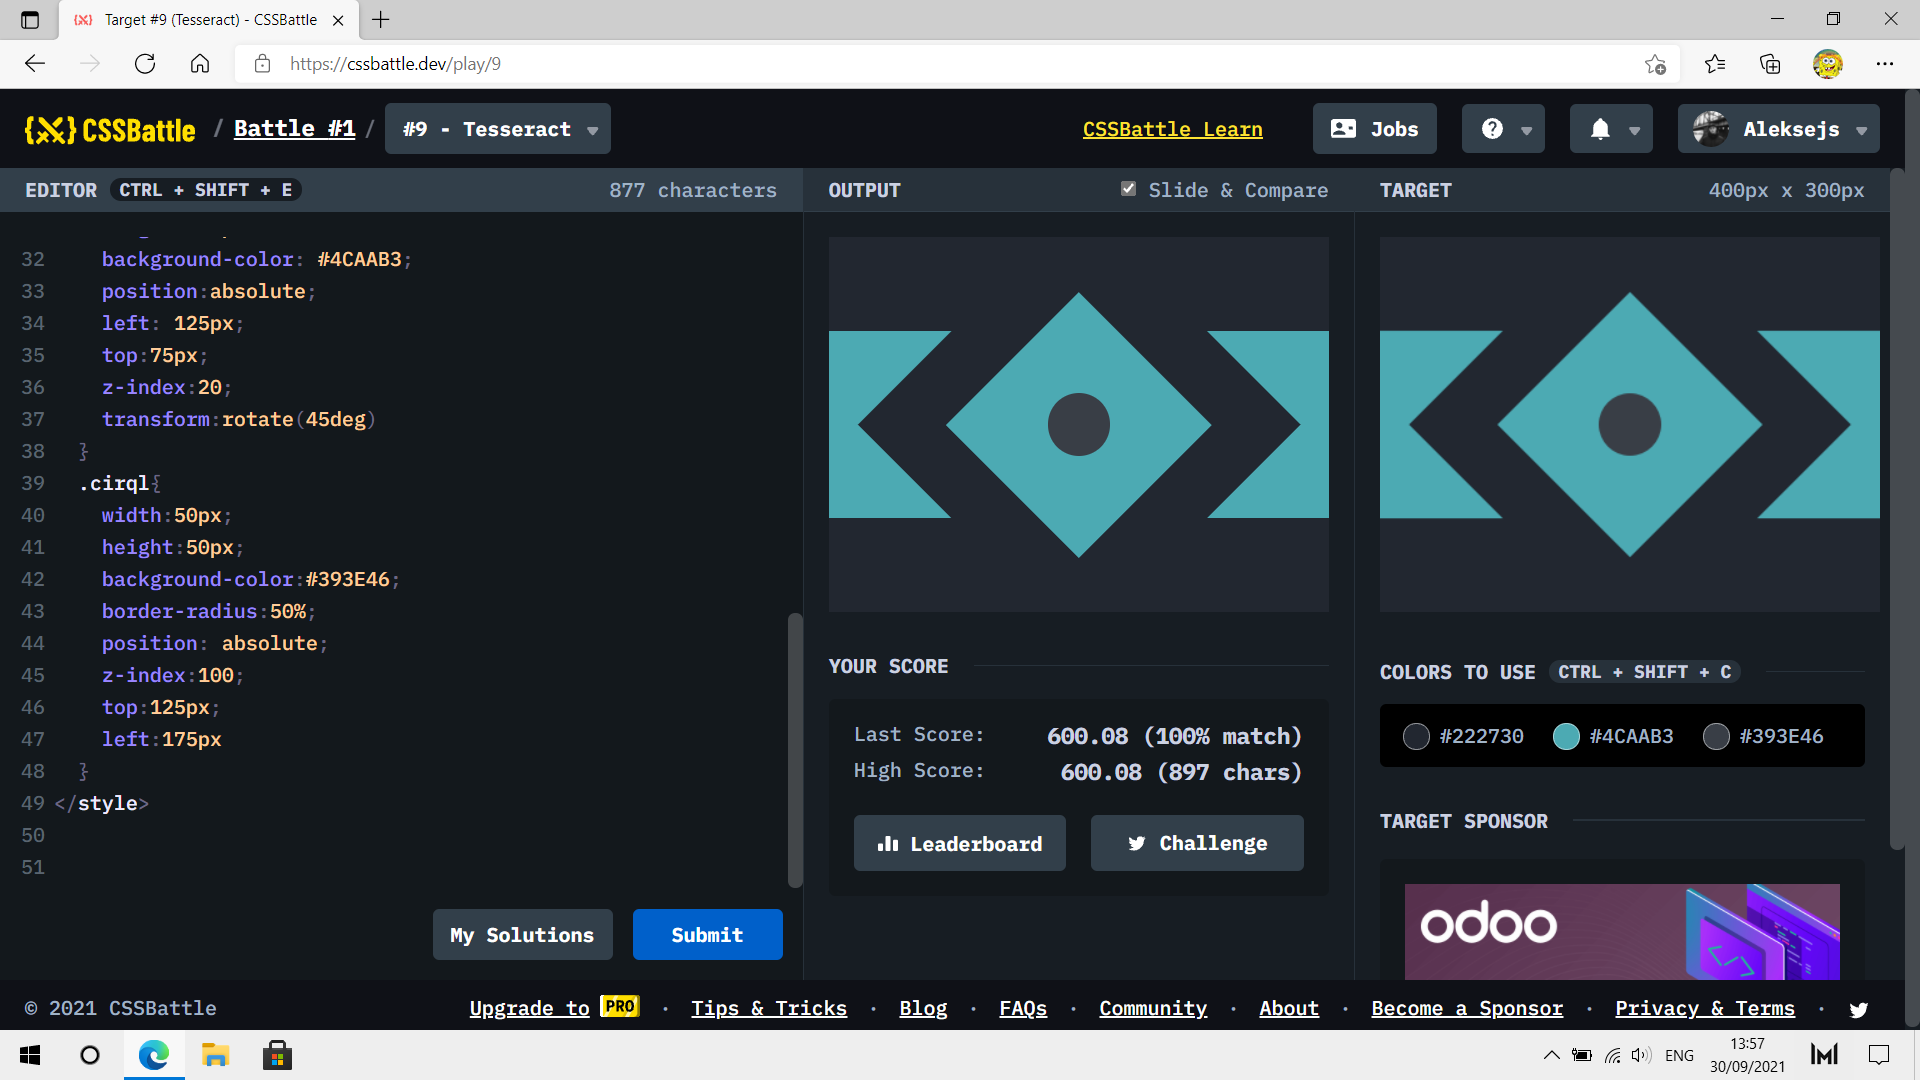 Target #9 (Tesseract) - CSSBattle
https://cssbattle.dev/play/9
CSSBattle / Battle #1 / #9 - Tesseract
CSSBattle Learn
Jobs
Aleksejs
EDITOR CTRL + SHIFT + E 877 characters
OUTPUT Slide & Compare
TARGET 400px x 300px
32 background-color: #4CAAB3;
33 position:absolute;
34 left: 125px;
35 top:75px;
36 z-index:20;
37 transform:rotate(45deg)
38 }
39 .cirql{
40 width:50px;
41 height:50px;
42 background-color:#393E46;
43 border-radius:50%;
44 position: absolute;
45 z-index:100;
46 top:125px;
47 left:175px
48 }
49 </style>
50
51
My Solutions
Submit
YOUR SCORE
Last Score: 600.08 (100% match)
High Score: 600.08 (897 chars)
Leaderboard
Challenge
COLORS TO USE CTRL + SHIFT + C
#222730 #4CAAB3 #393E46
TARGET SPONSOR
odoo
© 2021 CSSBattle
Upgrade to PRO · Tips & Tricks · Blog · FAQs · Community · About · Become a Sponsor · Privacy & Terms ·
ENG
13:57
30/09/2021